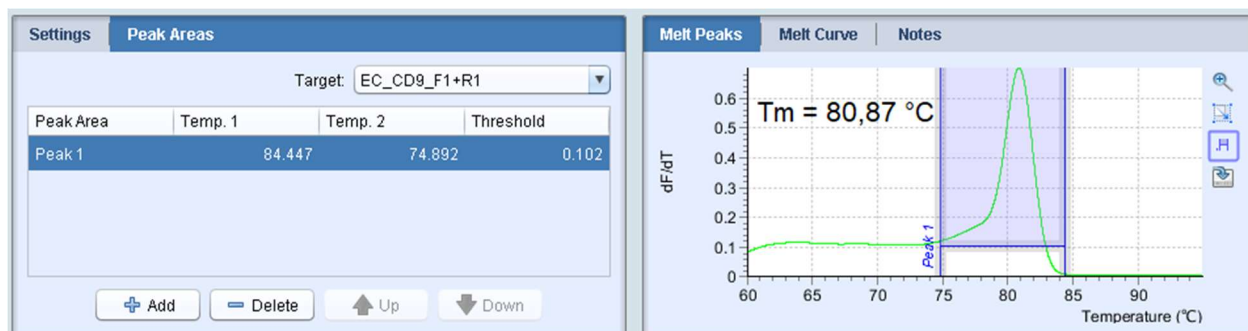 Settings Peak Areas
Target: EC_CD9_F1+R1
Peak Area Temp. 1 Temp. 2 Threshold
Peak 1 84.447 74.892 0.102
Add Delete Up Down
Melt Peaks Melt Curve Notes
Tm = 80,87 °C
dF/dT
0.6
0.5
0.4
0.3
0.2
0.1
0
Peak 1
60 65 70 75 80 85 90
Temperature (°C)
.H